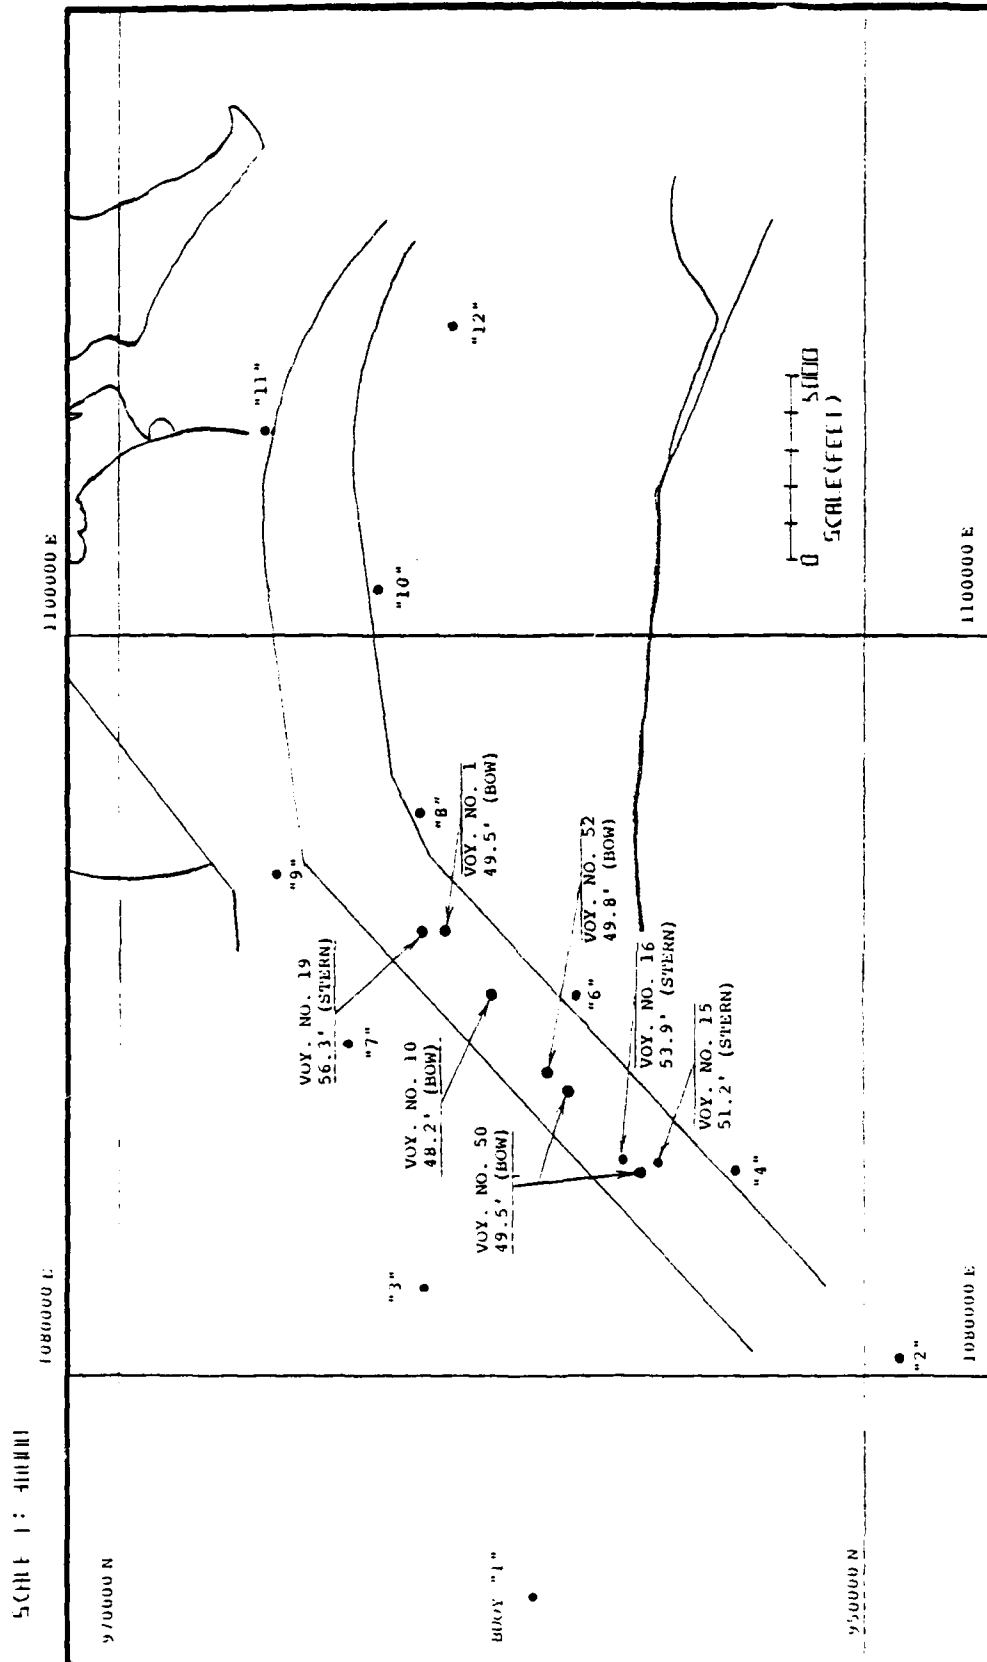 970000 N
BUOY "1"
950000 N
1080000 E
1080000 E
"3"
"2"
VOY. NO. 50
49.5' (BOW)
VOY. NO. 10
48.2' (BOW)
VOY. NO. 19
56.3' (STERN)
"7"
"4"
VOY. NO. 15
51.2' (STERN)
VOY. NO. 16
53.9' (STERN)
"6"
VOY. NO. 52
49.8' (BOW)
"9"
VOY. NO. 1
49.5' (BOW)
"8"
1100000 E
1100000 E
"10"
"11"
"12"
0 5000
SCALE (FEET)